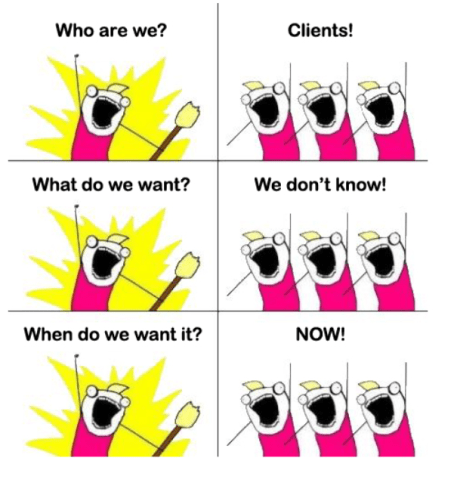 Who are we?
Clients!
What do we want?
We don’t know!
When do we want it?
NOW!